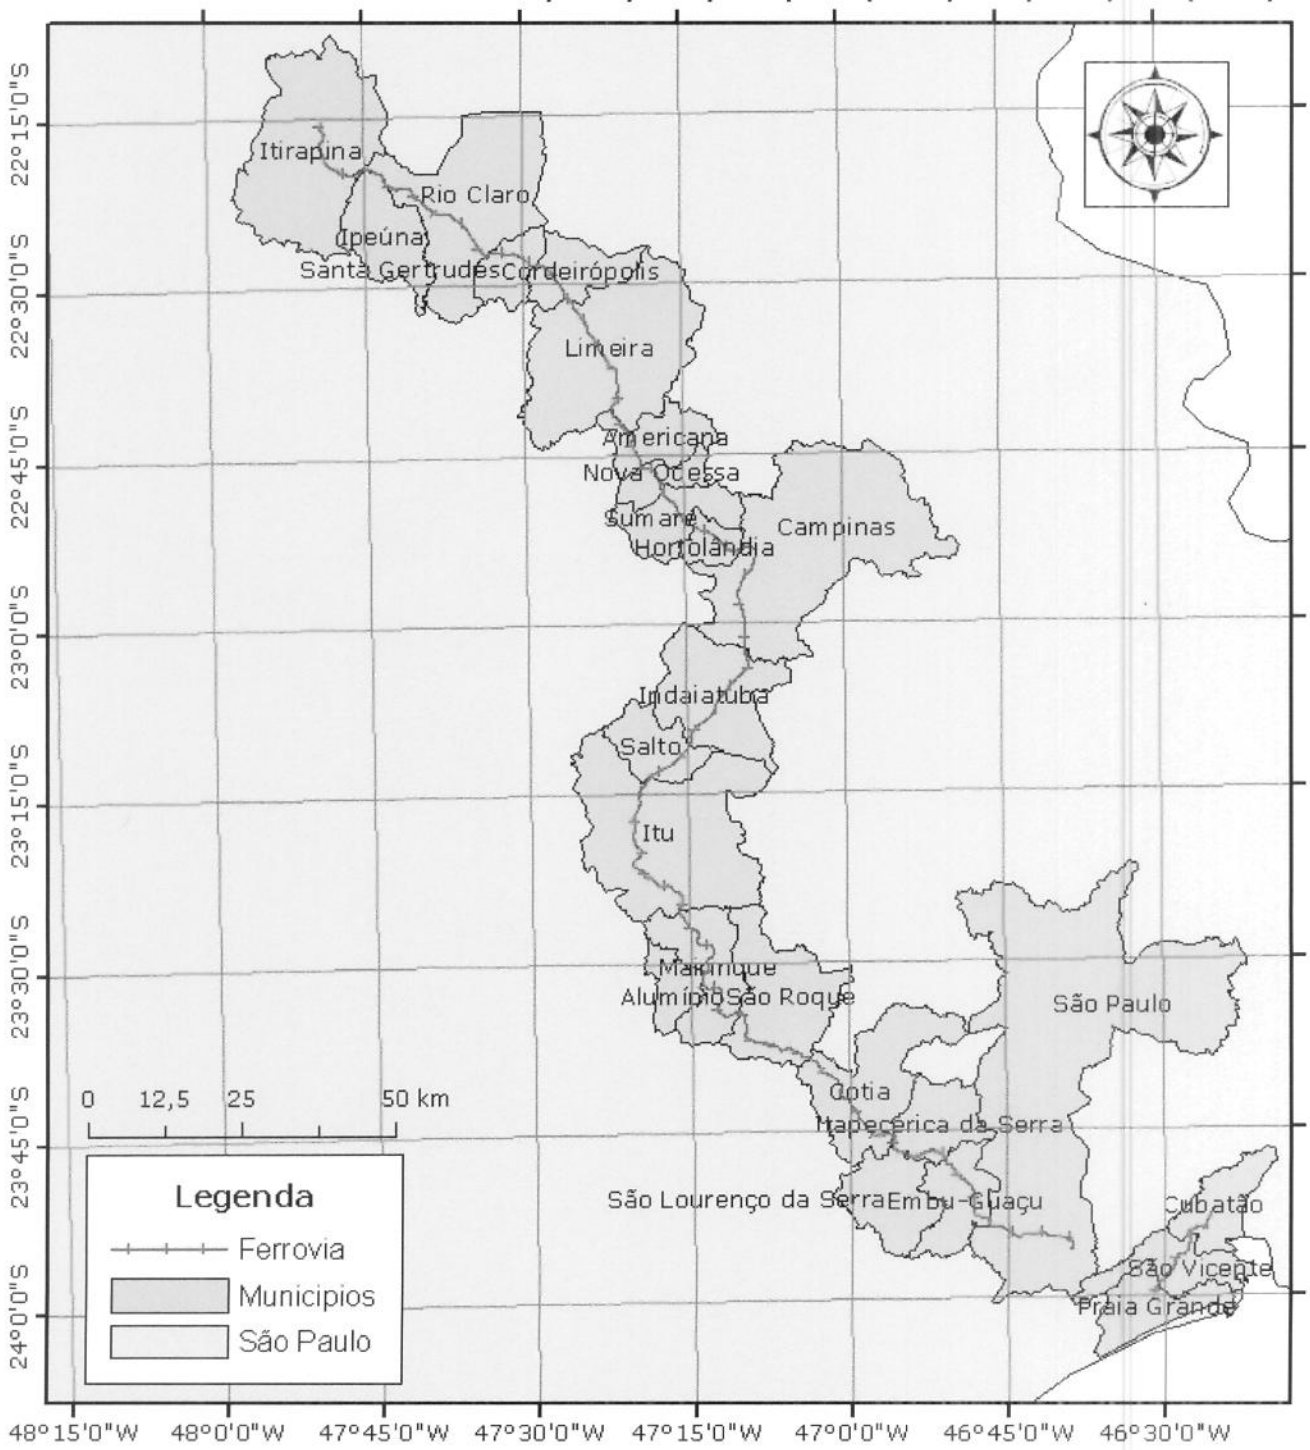 Itirapina
Rio Claro
Ipeúna
Santa Gertrudes
Cordeirópolis
Limeira
Americana
Nova Odessa
Sumaré
Hortolândia
Campinas
Indaiatuba
Salto
Itu
Mairinque
Alumínio
São Roque
São Paulo
Cotia
Itapecerica da Serra
São Lourenço da Serra
Embu-Guaçu
Cubatão
São Vicente
Praia Grande
0 12,5 25 50 km
Legenda
Ferrovia
Municipios
São Paulo
22°15'0"S
22°30'0"S
22°45'0"S
23°0'0"S
23°15'0"S
23°30'0"S
23°45'0"S
24°0'0"S
48°15'0"W 48°0'0"W 47°45'0"W 47°30'0"W 47°15'0"W 47°0'0"W 46°45'0"W 46°30'0"W